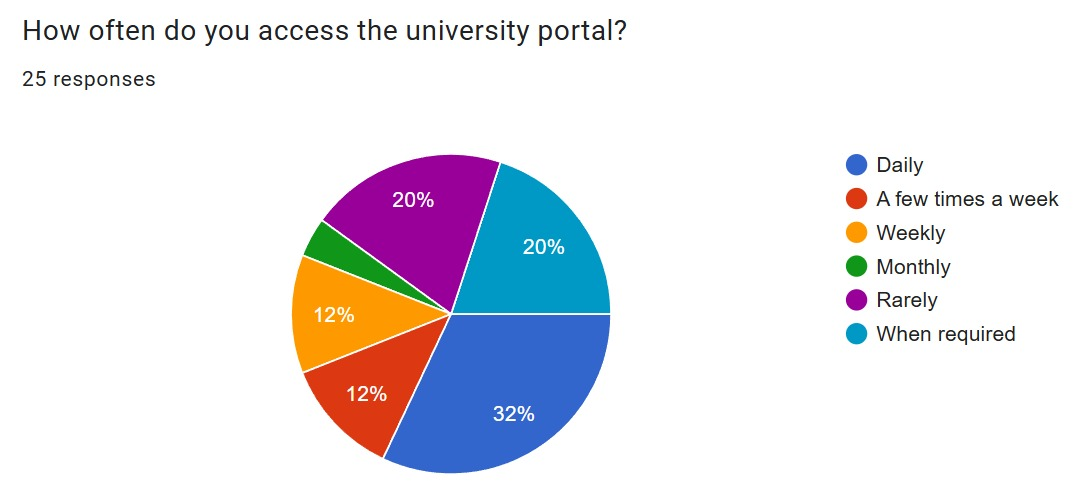 How often do you access the university portal?
25 responses
20%
20%
12%
12%
32%
Daily
A few times a week
Weekly
Monthly
Rarely
When required